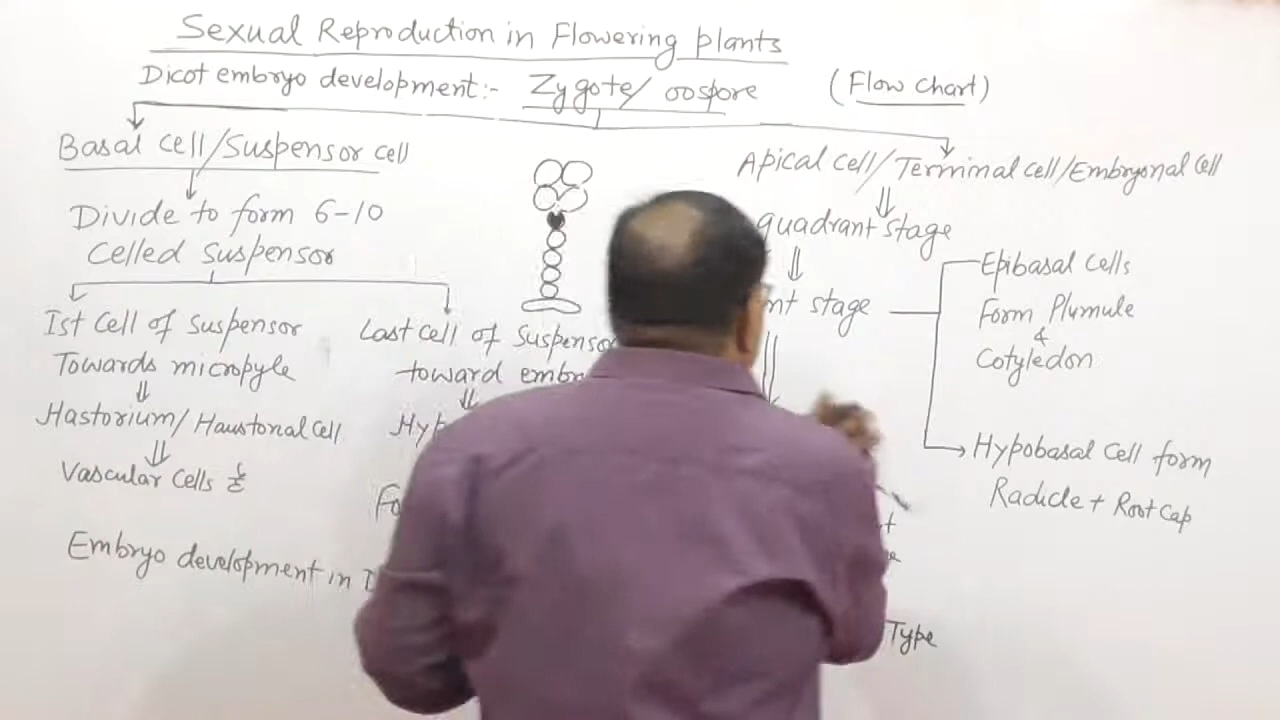 Sexual Reproduction in Flowering plants
Dicot embryo development:- Zygote/ oospore (Flow Chart)
Basal cell/Suspensor cell
Divide to form 6-10
Celled suspensor
Ist Cell of Suspensor
Towards micropyle
Hastorium/ Haustorial cell
Vascular Cells &
Last cell of Suspenso
toward embr
Embryo development in
Apical cell/Terminal cell/Embryonal cell
quadrant stage
nt stage
Epibasal cells
Form Plumule
&
Cotyledon
Hypobasal Cell form
Radicle + Root Cap
Type